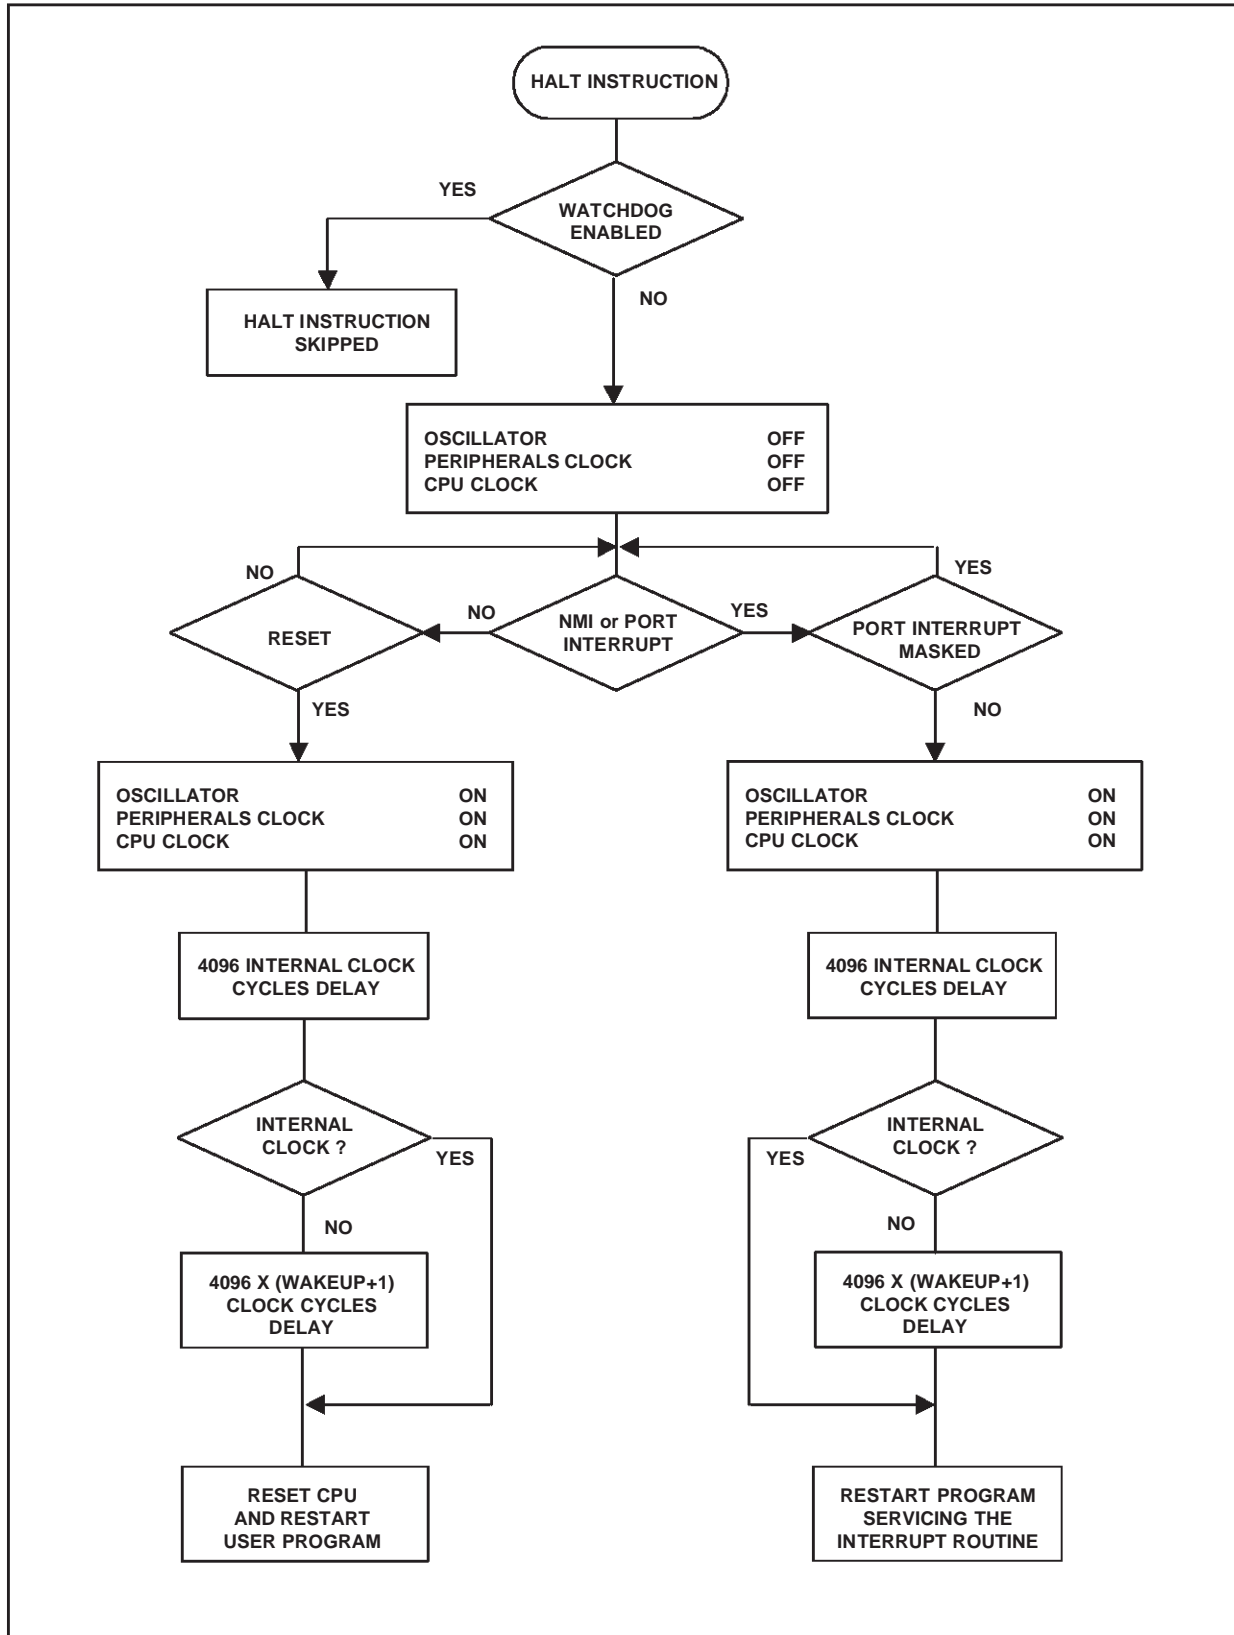 HALT INSTRUCTION
YES
WATCHDOG
ENABLED
NO
HALT INSTRUCTION
SKIPPED
OSCILLATOR OFF
PERIPHERALS CLOCK OFF
CPU CLOCK OFF
NO
YES
RESET
NO
NMI or PORT
INTERRUPT
YES
PORT INTERRUPT
MASKED
YES
NO
OSCILLATOR ON
PERIPHERALS CLOCK ON
CPU CLOCK ON
OSCILLATOR ON
PERIPHERALS CLOCK ON
CPU CLOCK ON
4096 INTERNAL CLOCK
CYCLES DELAY
4096 INTERNAL CLOCK
CYCLES DELAY
INTERNAL
CLOCK ?
YES
INTERNAL
CLOCK ?
YES
NO
NO
4096 X (WAKEUP+1)
CLOCK CYCLES
DELAY
4096 X (WAKEUP+1)
CLOCK CYCLES
DELAY
RESET CPU
AND RESTART
USER PROGRAM
RESTART PROGRAM
SERVICING THE
INTERRUPT ROUTINE